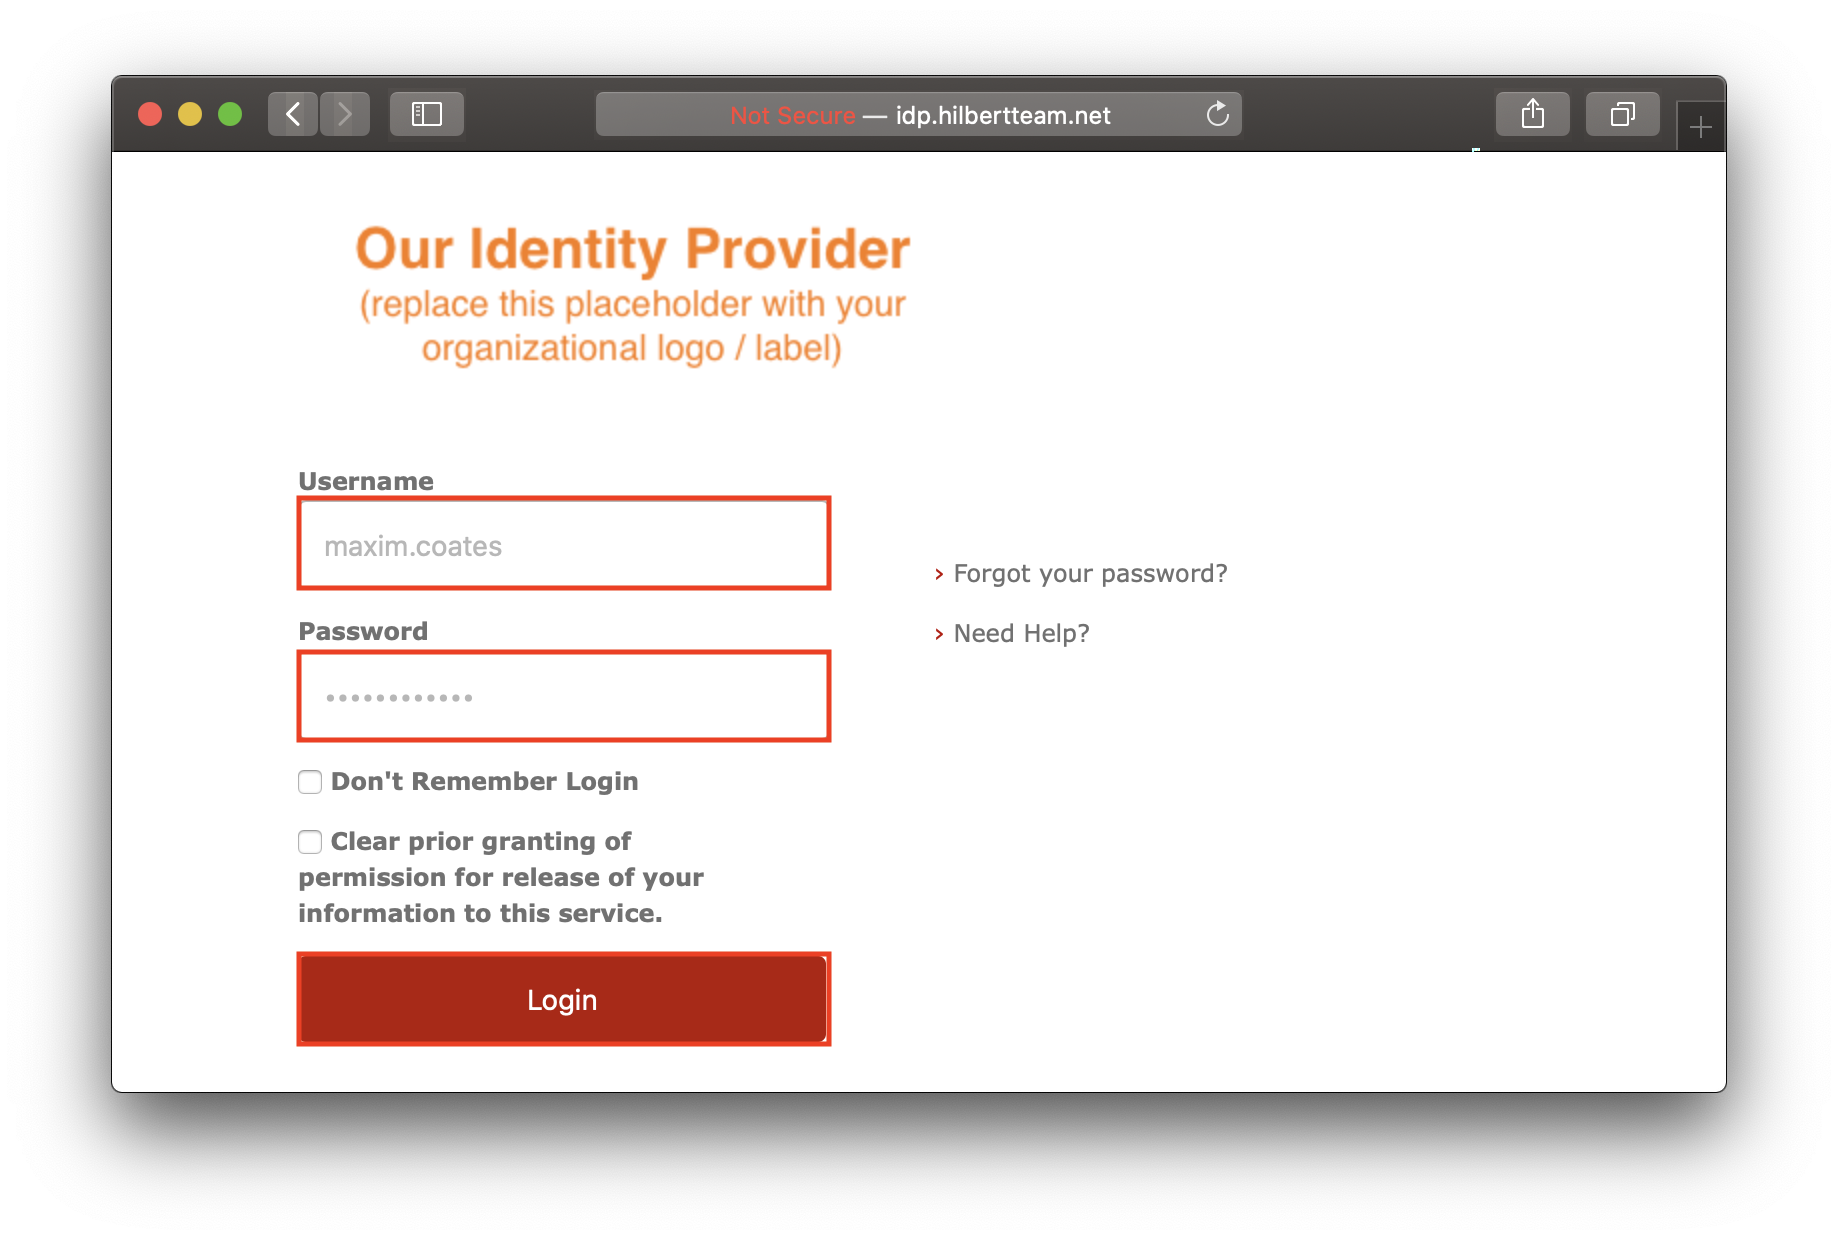 Not Secure — idp.hilbertteam.net
Our Identity Provider
(replace this placeholder with your
organizational logo / label)
Username
maxim.coates
Password
••••••••••••
Forgot your password?
Need Help?
Don't Remember Login
Clear prior granting of
permission for release of your
information to this service.
Login